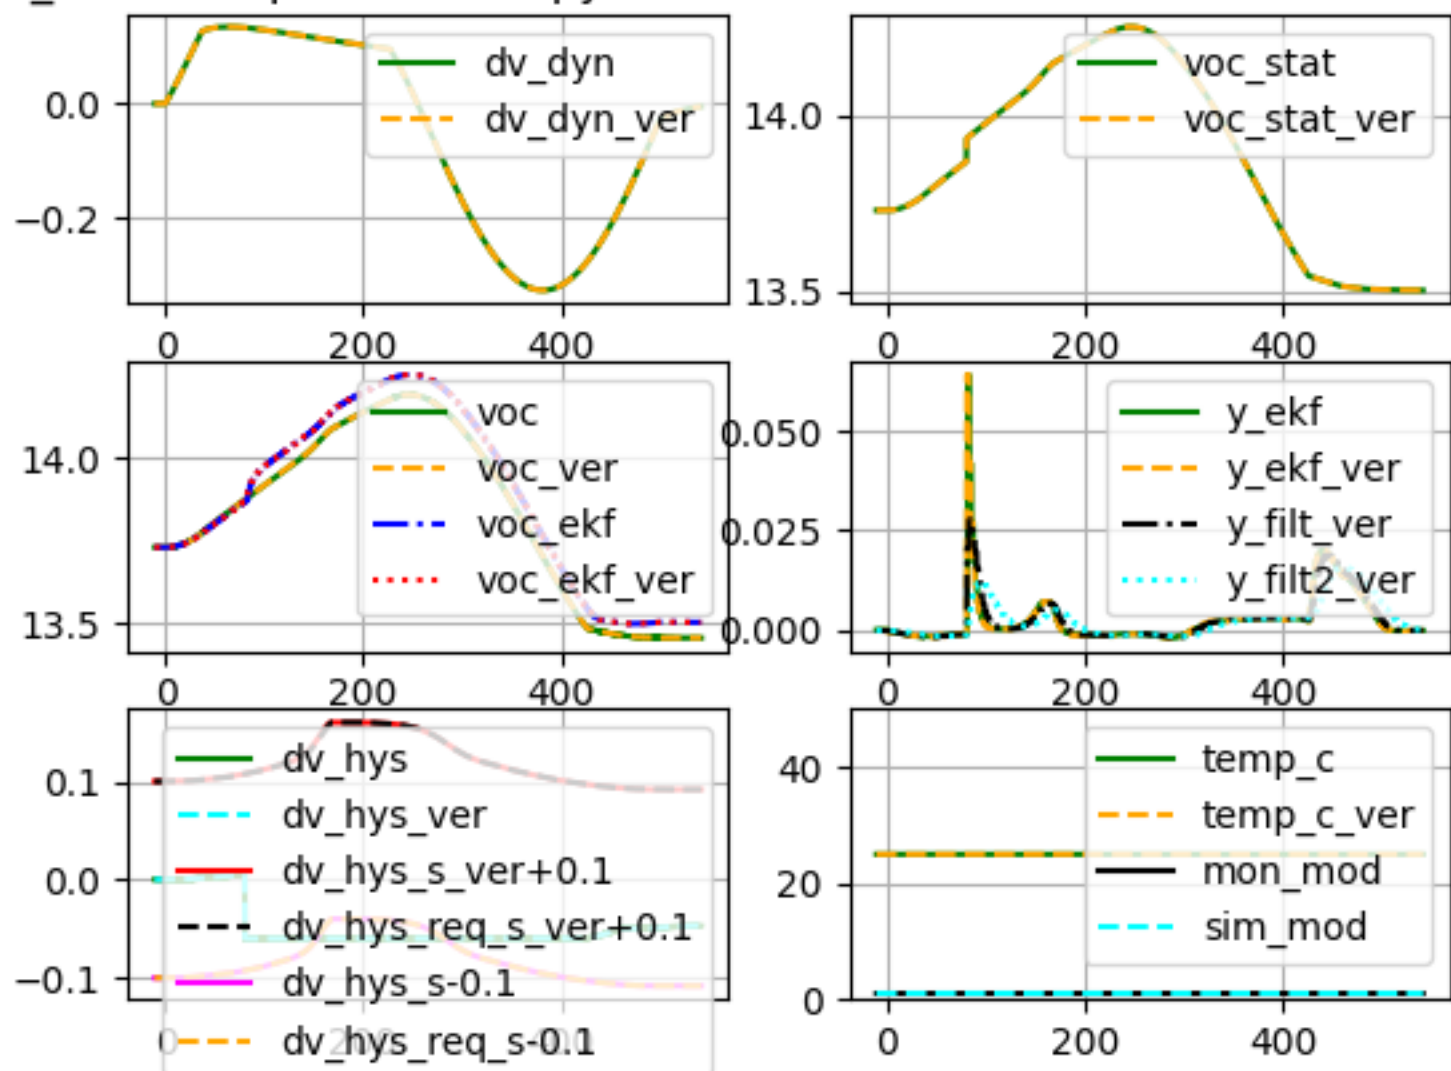 0.0
−0.2
0
200
400
dv_dyn
dv_dyn_ver
14.0
13.5
0
200
400
voc_stat
voc_stat_ver
14.0
13.5
0
200
400
voc
voc_ver
voc_ekf
voc_ekf_ver
0.050
0.025
0.000
0
200
400
y_ekf
y_ekf_ver
y_filt_ver
y_filt2_ver
0.1
0.0
−0.1
0
200
400
dv_hys
dv_hys_ver
dv_hys_s_ver+0.1
dv_hys_req_s_ver+0.1
dv_hys_s-0.1
dv_hys_req_s-0.1
40
20
0
0
200
400
temp_c
temp_c_ver
mon_mod
sim_mod